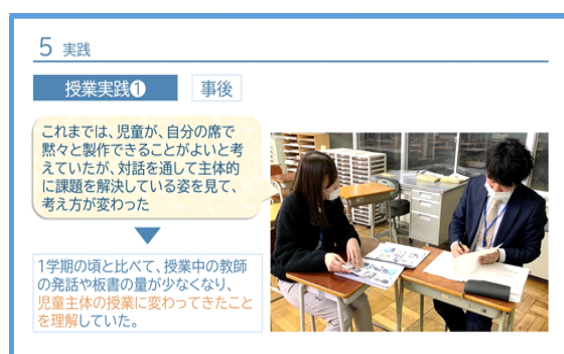 5 実践
授業実践❶
事後
これまでは、児童が、自分の席で
黙々と製作できることがよいと考
えていたが、対話を通して主体的
に課題を解決している姿を見て、
考え方が変わった
1学期の頃と比べて、授業中の教師
の発話や板書の量が少なくなり、
児童主体の授業に変わってきたこと
を理解していた。